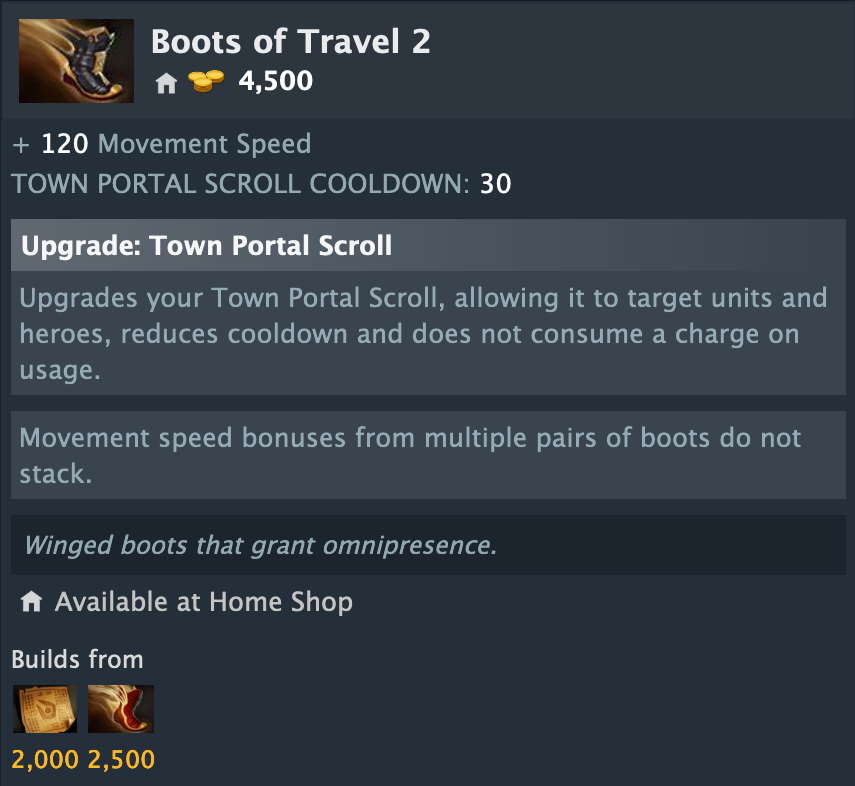 Boots of Travel 2
4,500
+ 120 Movement Speed
TOWN PORTAL SCROLL COOLDOWN: 30
Upgrade: Town Portal Scroll
Upgrades your Town Portal Scroll, allowing it to target units and
heroes, reduces cooldown and does not consume a charge on
usage.
Movement speed bonuses from multiple pairs of boots do not
stack.
Winged boots that grant omnipresence.
Available at Home Shop
Builds from
2,000 2,500